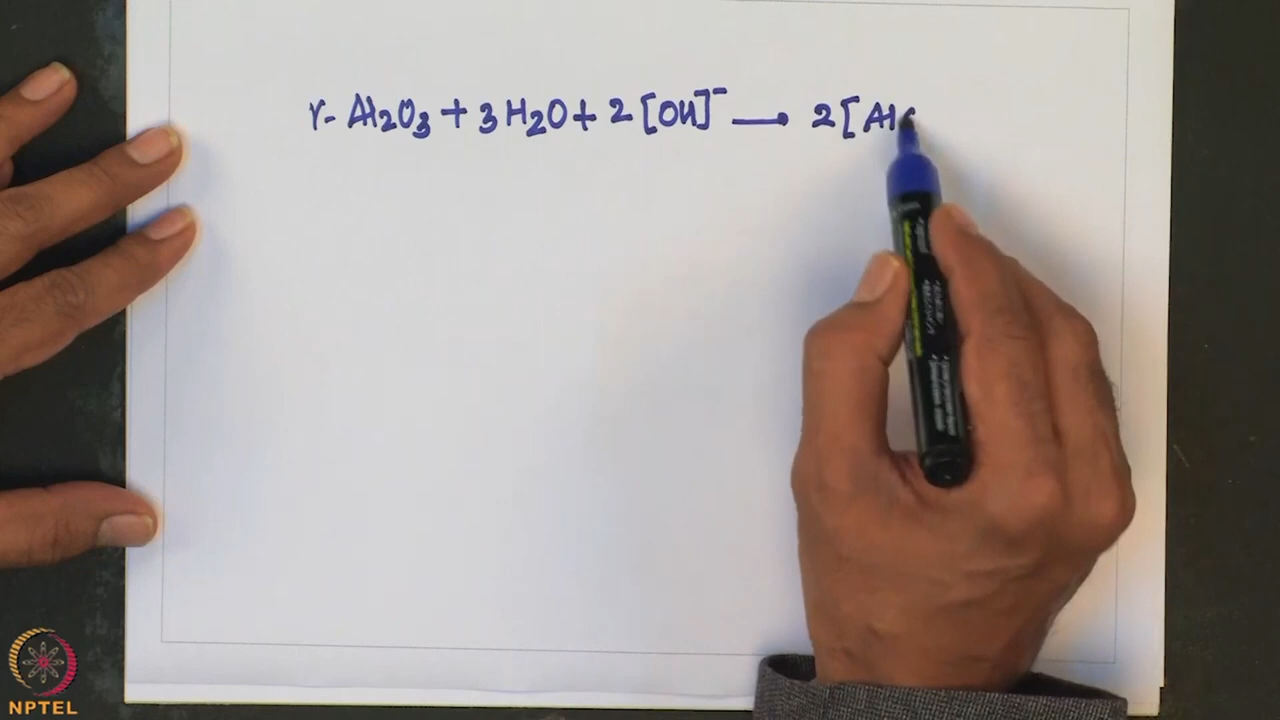 γ- Al₂O₃ + 3 H₂O + 2 [OH]⁻ → 2 [Al
NPTEL